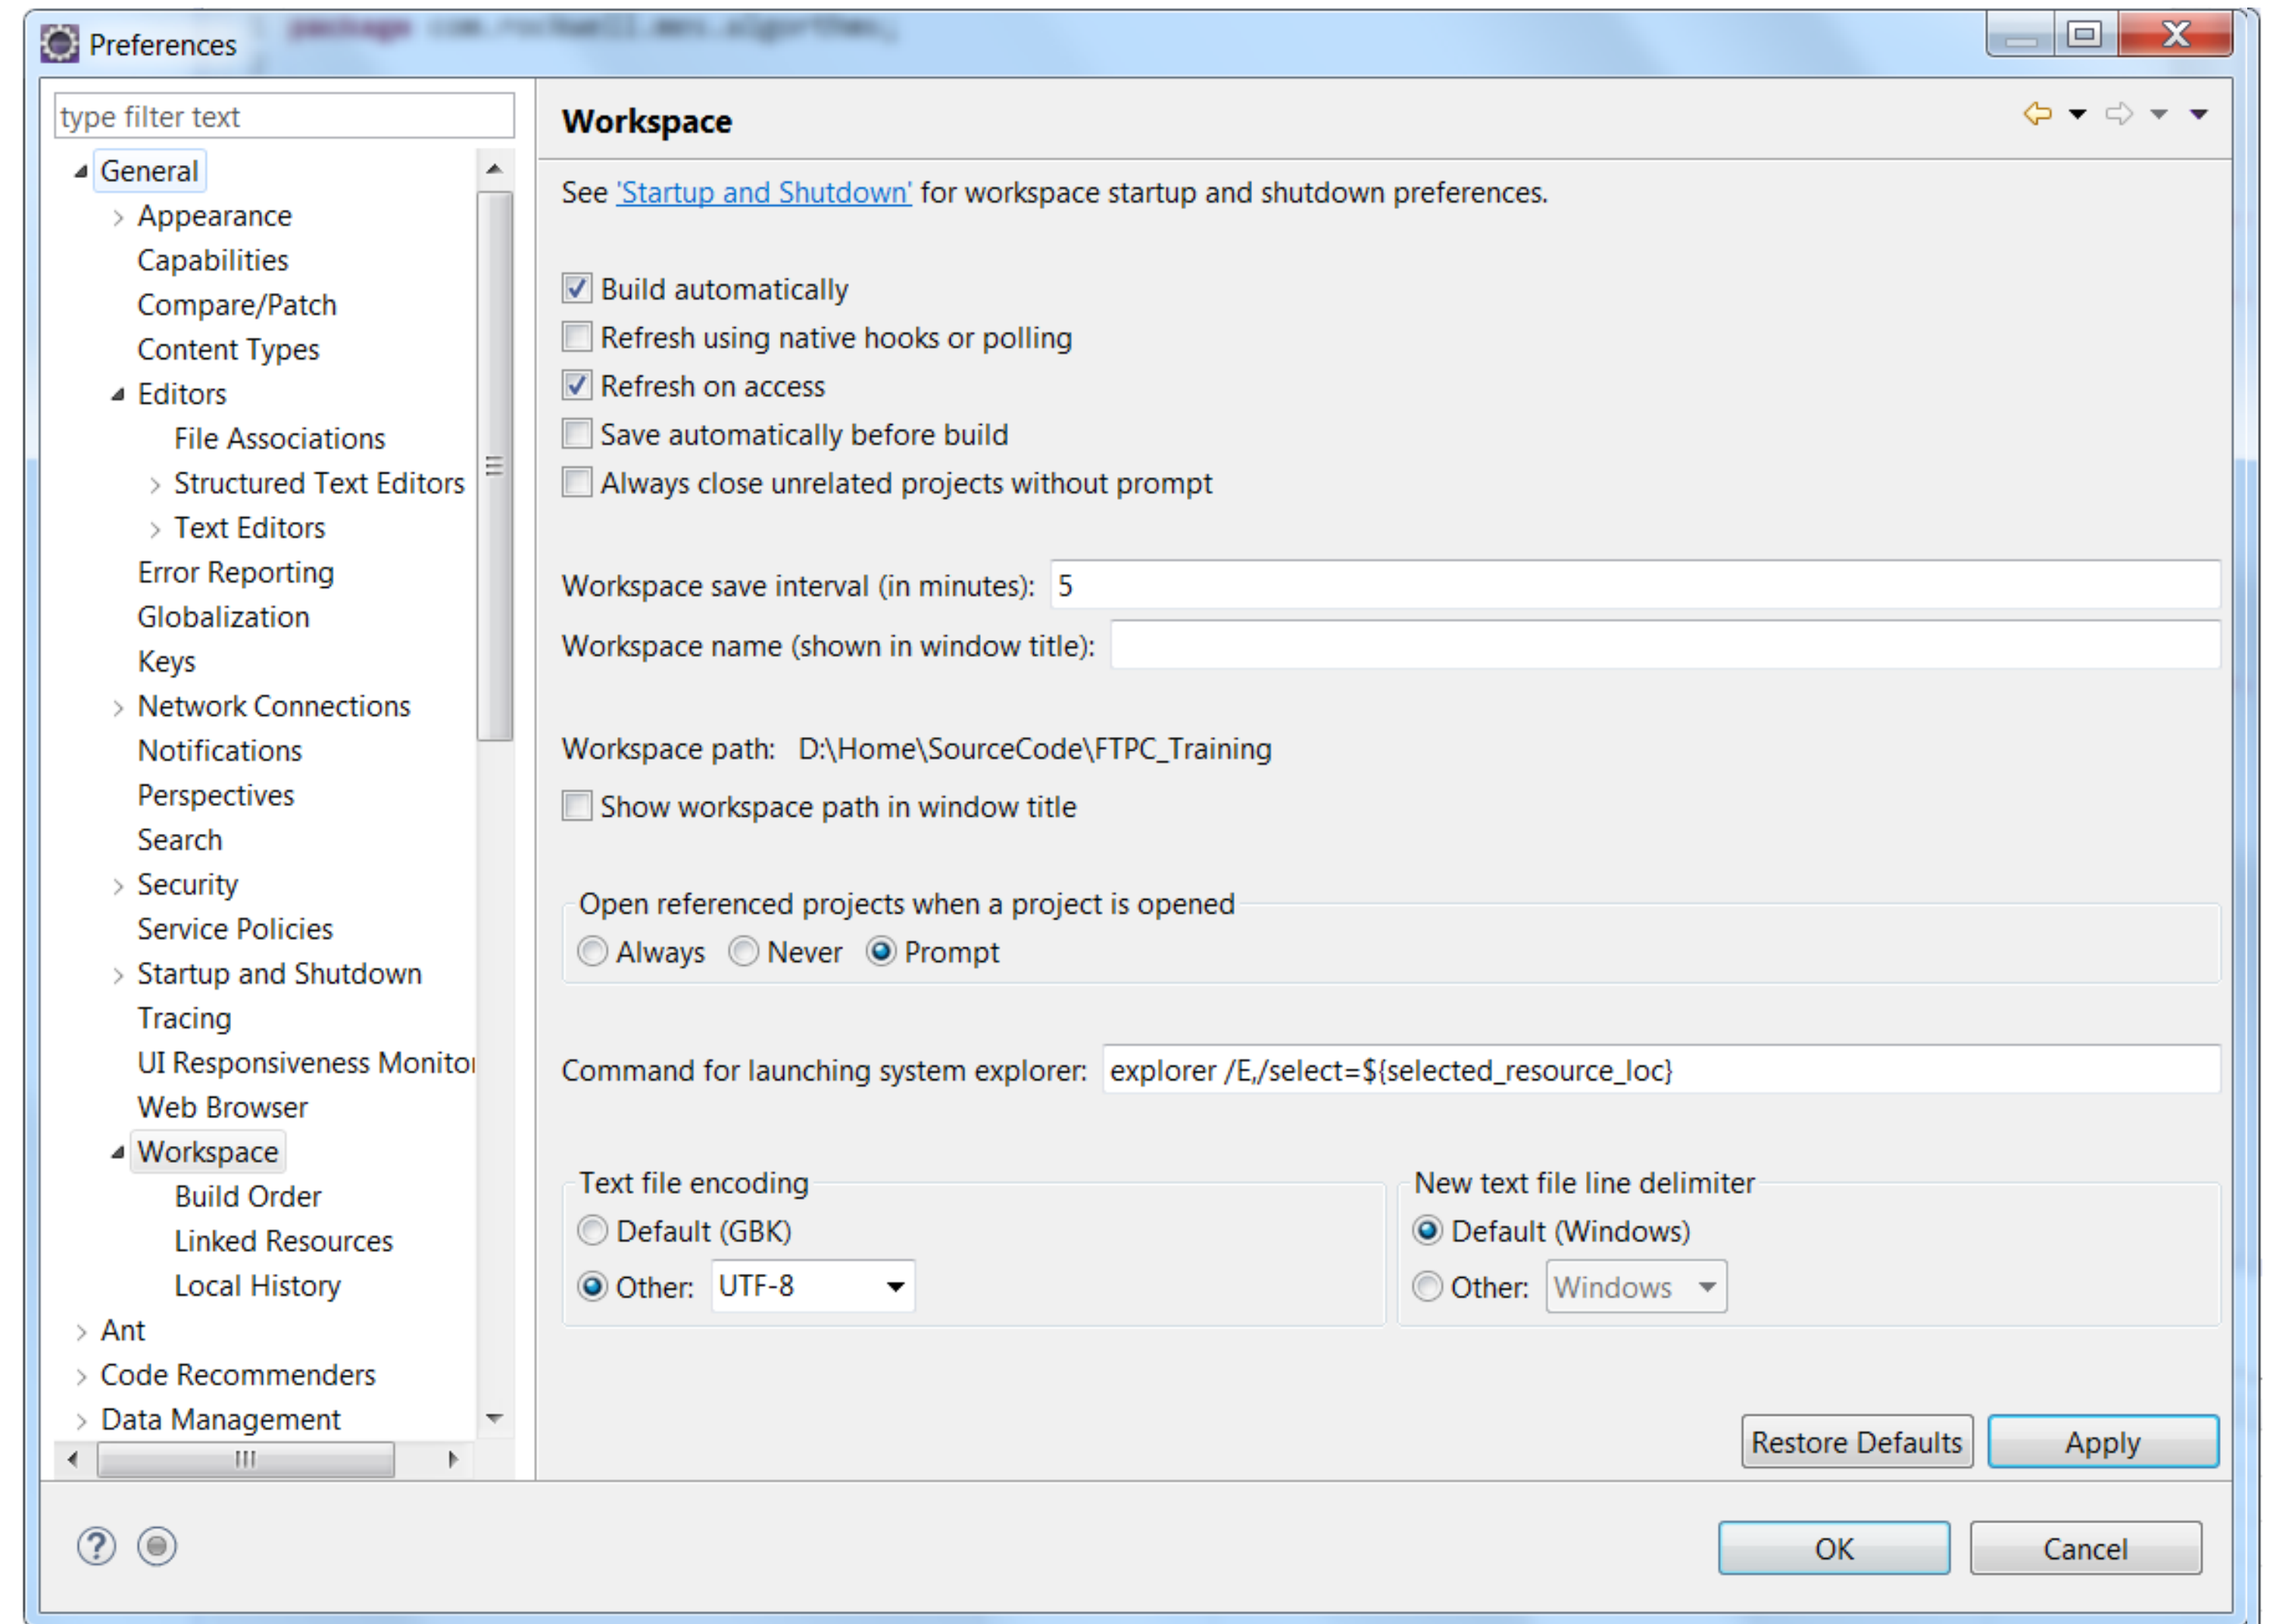 Preferences
type filter text
General
Appearance
Capabilities
Compare/Patch
Content Types
Editors
File Associations
Structured Text Editors
Text Editors
Error Reporting
Globalization
Keys
Network Connections
Notifications
Perspectives
Search
Security
Service Policies
Startup and Shutdown
Tracing
UI Responsiveness Monitor
Web Browser
Workspace
Build Order
Linked Resources
Local History
Ant
Code Recommenders
Data Management
Workspace
See 'Startup and Shutdown' for workspace startup and shutdown preferences.
Build automatically
Refresh using native hooks or polling
Refresh on access
Save automatically before build
Always close unrelated projects without prompt
Workspace save interval (in minutes): 5
Workspace name (shown in window title):
Workspace path: D:\Home\SourceCode\FTPC_Training
Show workspace path in window title
Open referenced projects when a project is opened
Always Never Prompt
Command for launching system explorer: explorer /E,/select=${selected_resource_loc}
Text file encoding
Default (GBK)
Other: UTF-8
New text file line delimiter
Default (Windows)
Other: Windows
Restore Defaults Apply
OK Cancel